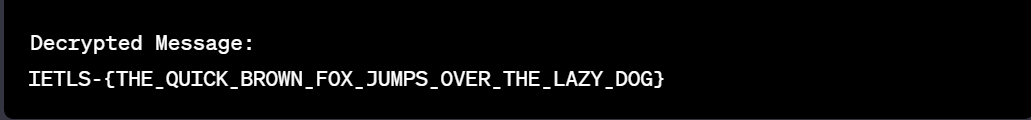 Decrypted Message:
IETLS-{THE_QUICK_BROWN_FOX_JUMPS_OVER_THE_LAZY_DOG}